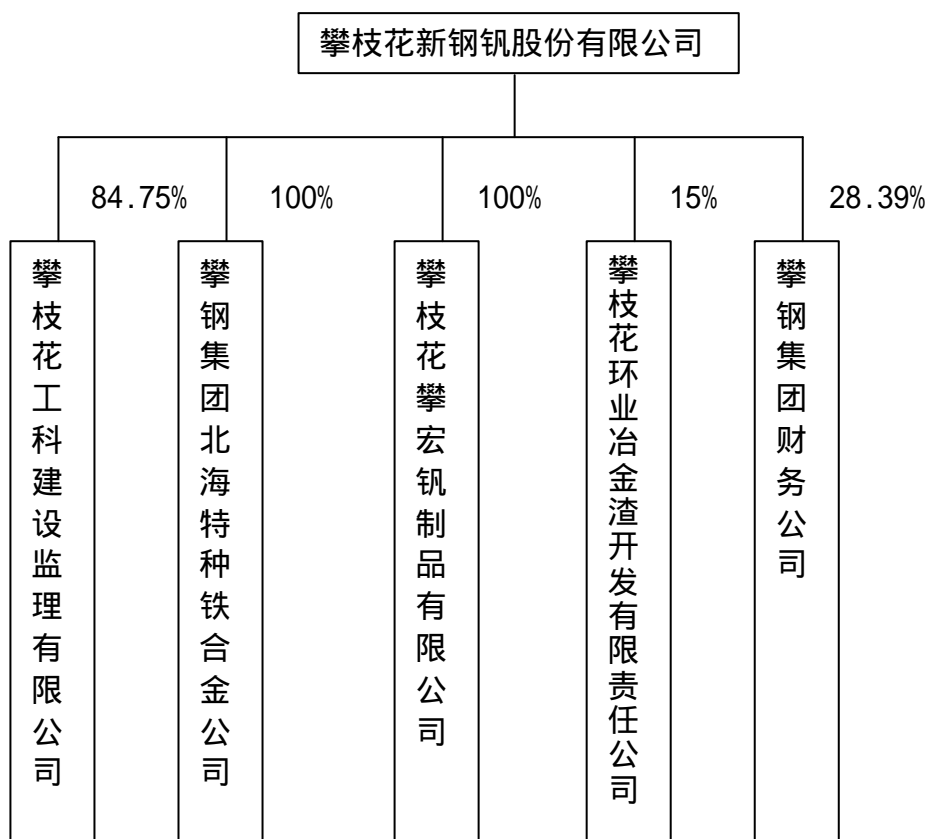 攀枝花新钢钒股份有限公司
84.75%
100%
100%
15%
28.39%
攀枝花工科建设监理有限公司
攀钢集团北海特种铁合金公司
攀枝花攀宏钒制品有限公司
攀枝花环业冶金渣开发有限责任公司
攀钢集团财务公司